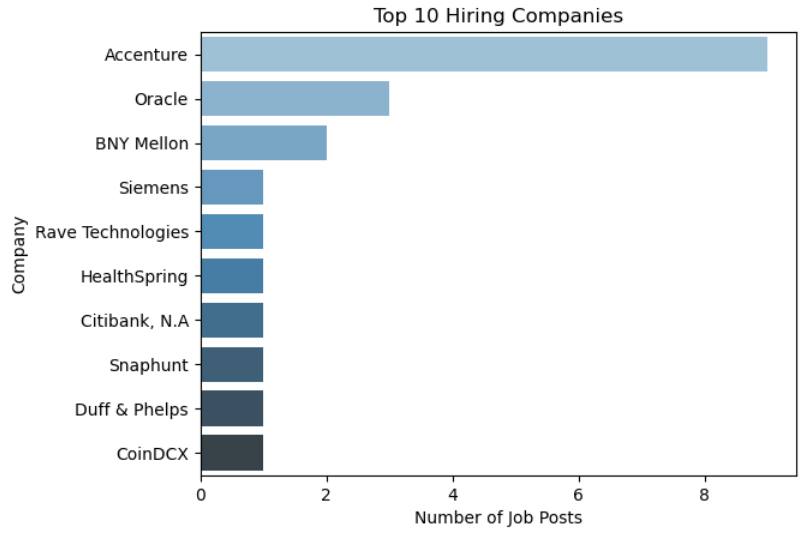 Top 10 Hiring Companies
Company
Accenture
Oracle
BNY Mellon
Siemens
Rave Technologies
HealthSpring
Citibank, N.A
Snaphunt
Duff & Phelps
CoinDCX
0 2 4 6 8
Number of Job Posts